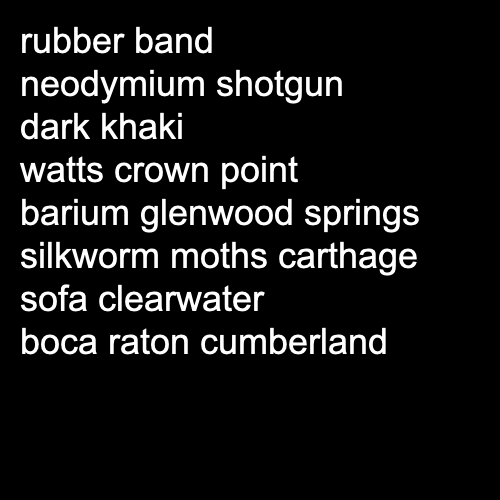 rubber band
neodymium shotgun
dark khaki
watts crown point
barium glenwood springs
silkworm moths carthage
sofa clearwater
boca raton cumberland